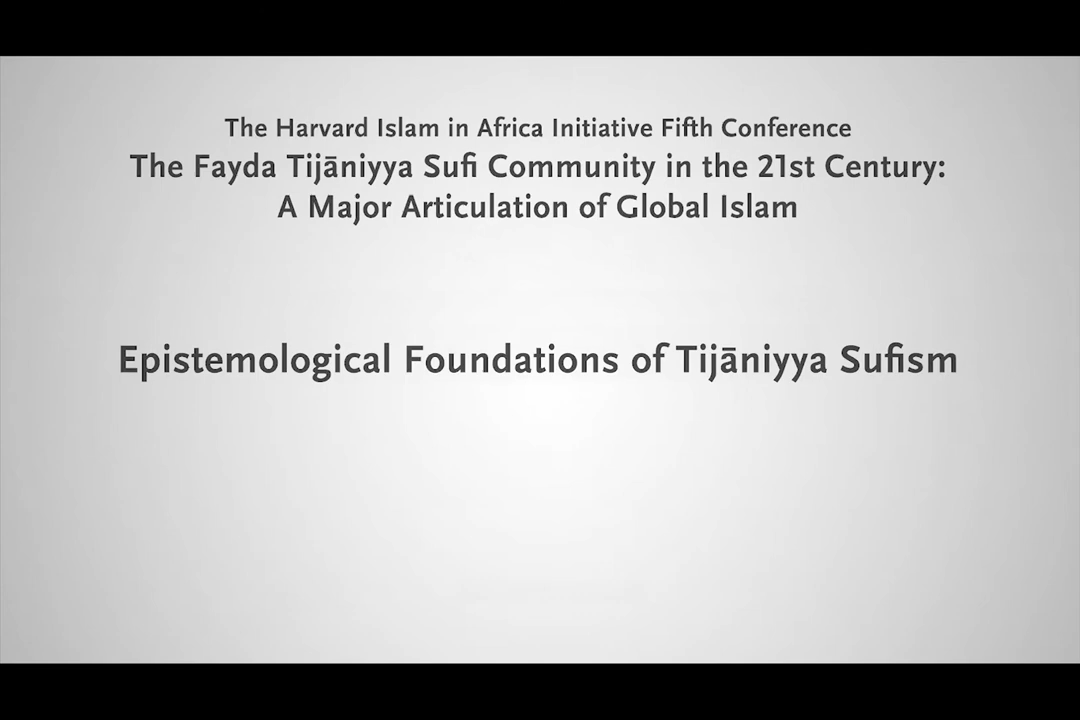 The Harvard Islam in Africa Initiative Fifth Conference
The Fayda Tijāniyya Sufi Community in the 21st Century:
A Major Articulation of Global Islam
Epistemological Foundations of Tijāniyya Sufism